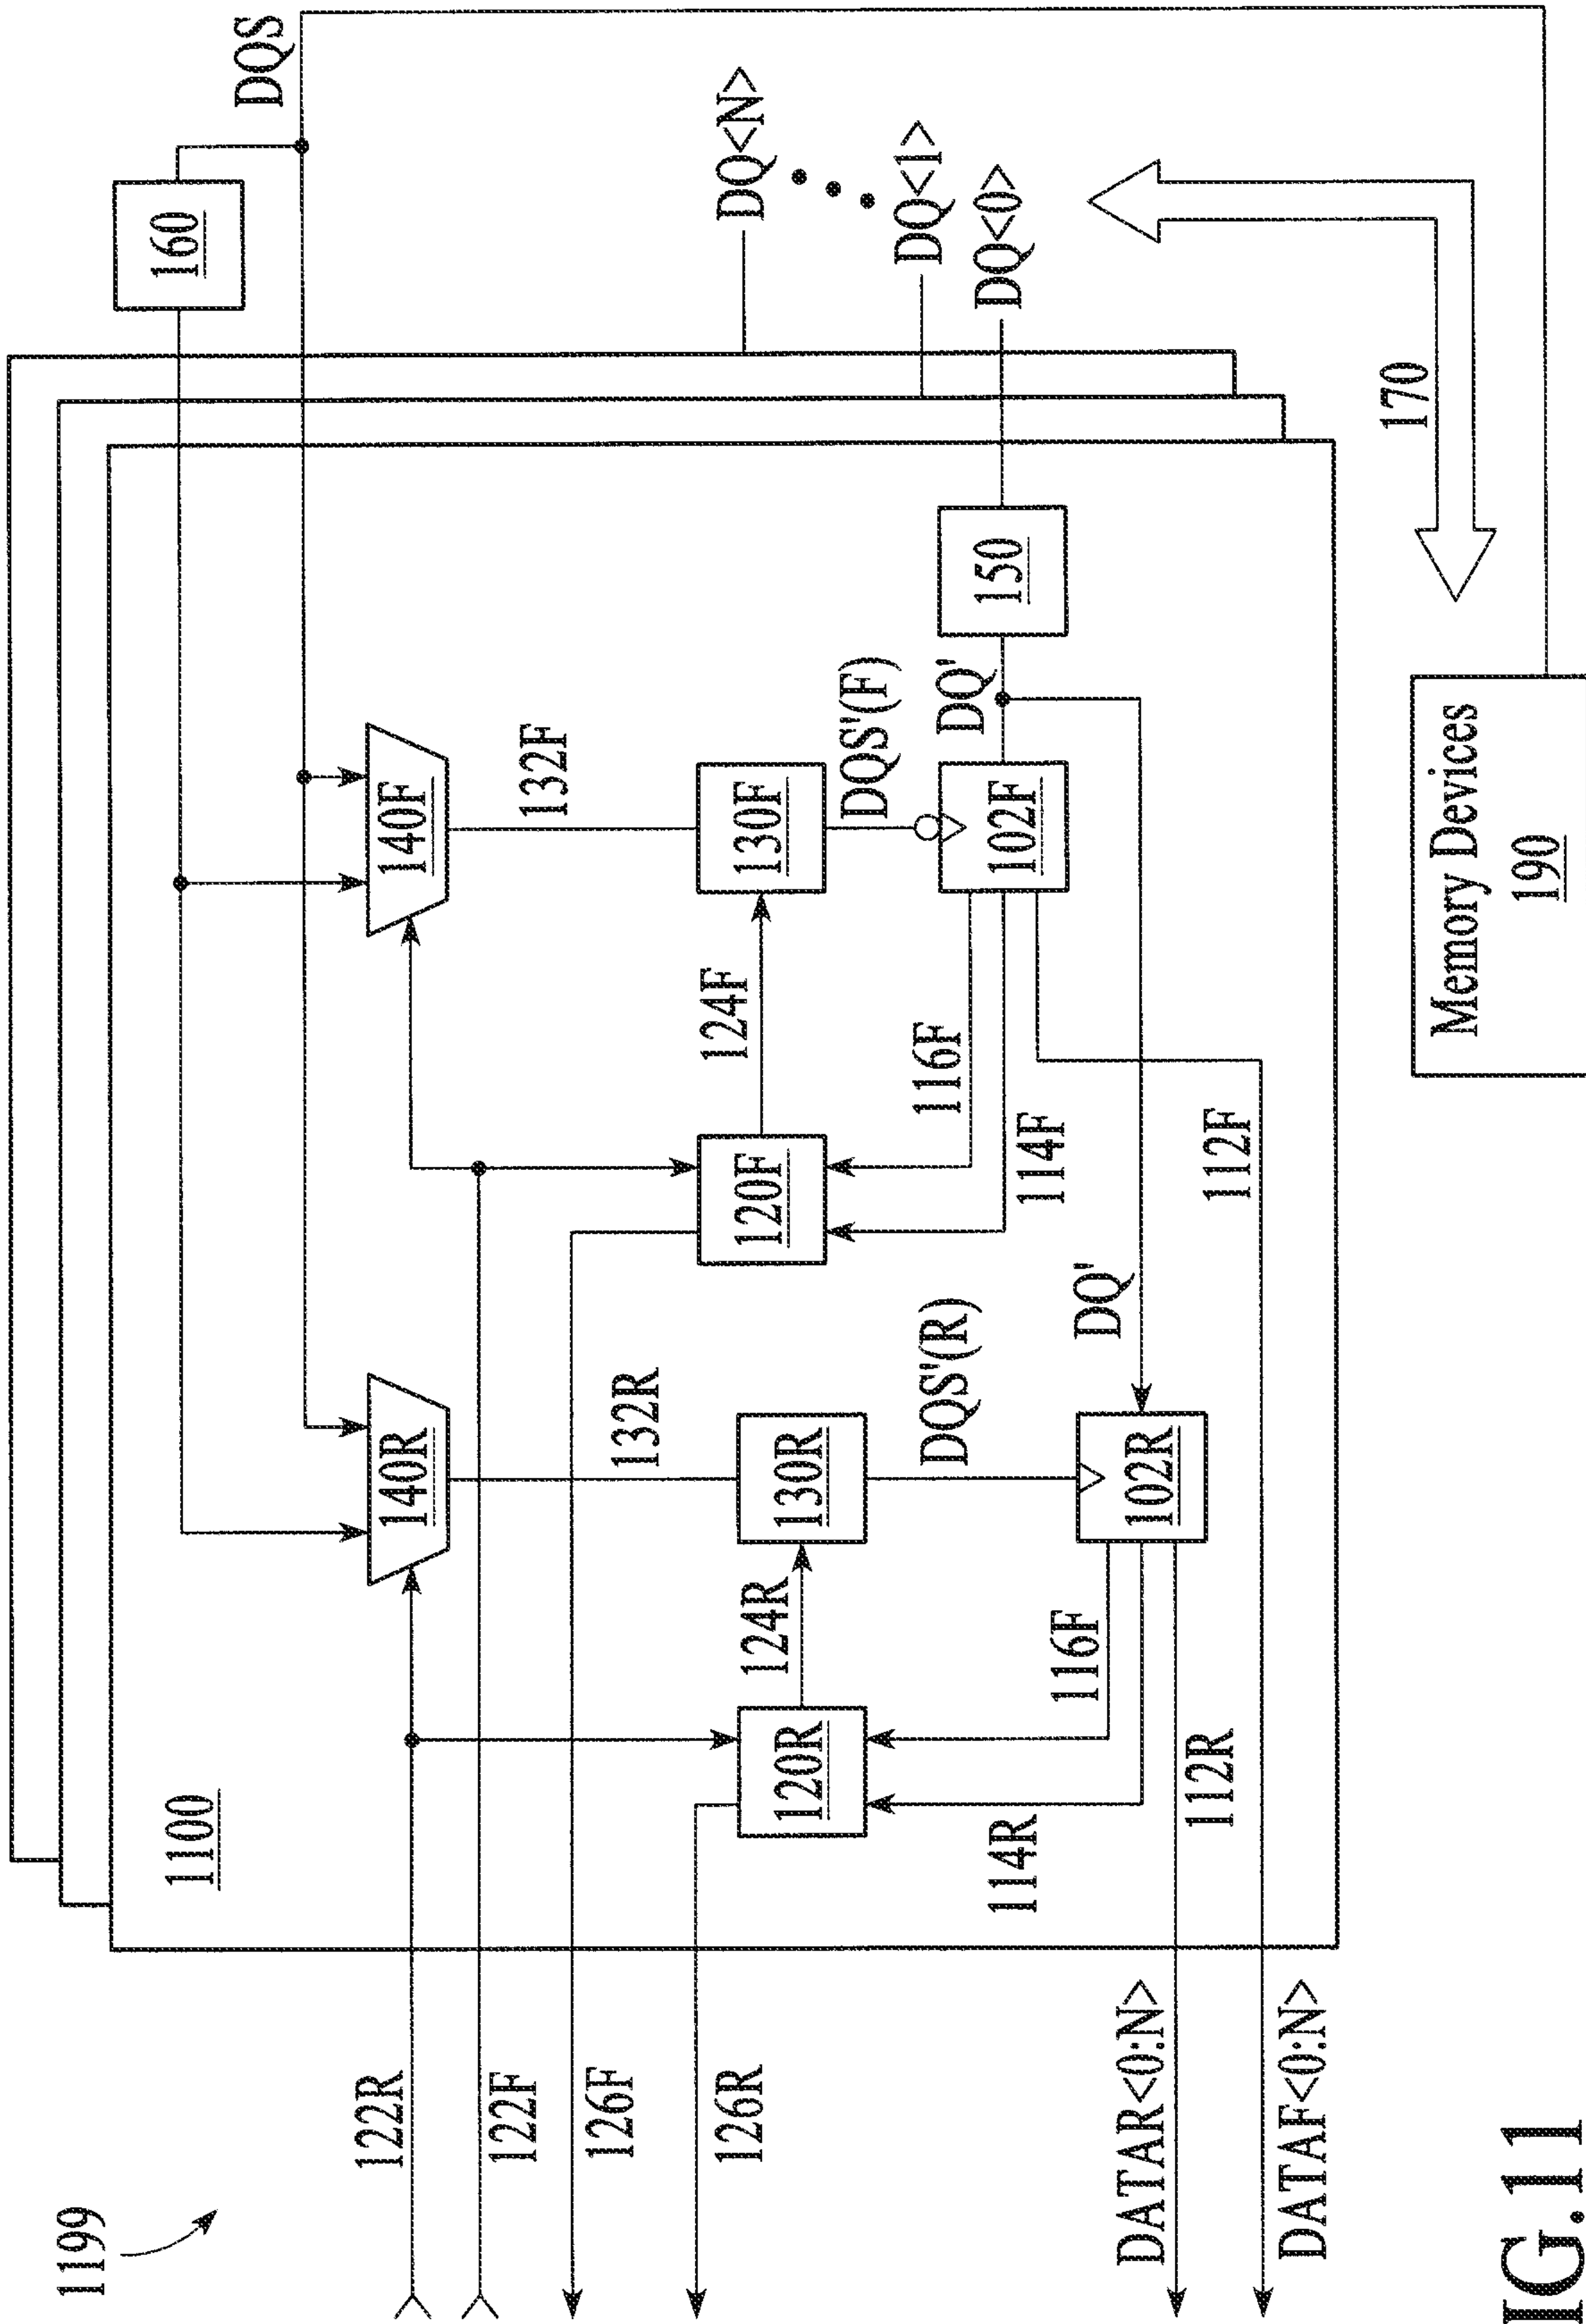 1199
122R
122F
126F
126R
DATAR<0:N>
DATAF<0:N>
1100
140R
132R
130R
124R
120R
DQS'(R)
102R
116F
114R
112R
DQ'
140F
132F
130F
124F
120F
DQS'(F)
DQ'
102F
116F
114F
112F
150
160
DQS
DQ<N>
DQ<1>
DQ<0>
170
Memory Devices
190
IG.11